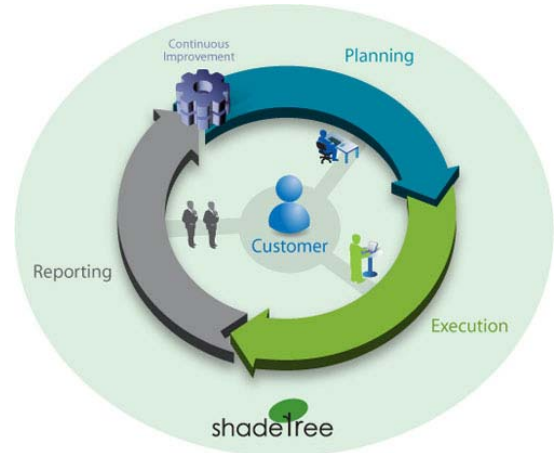 Continuous
Improvement
Planning
Customer
Reporting
Execution
shadetree